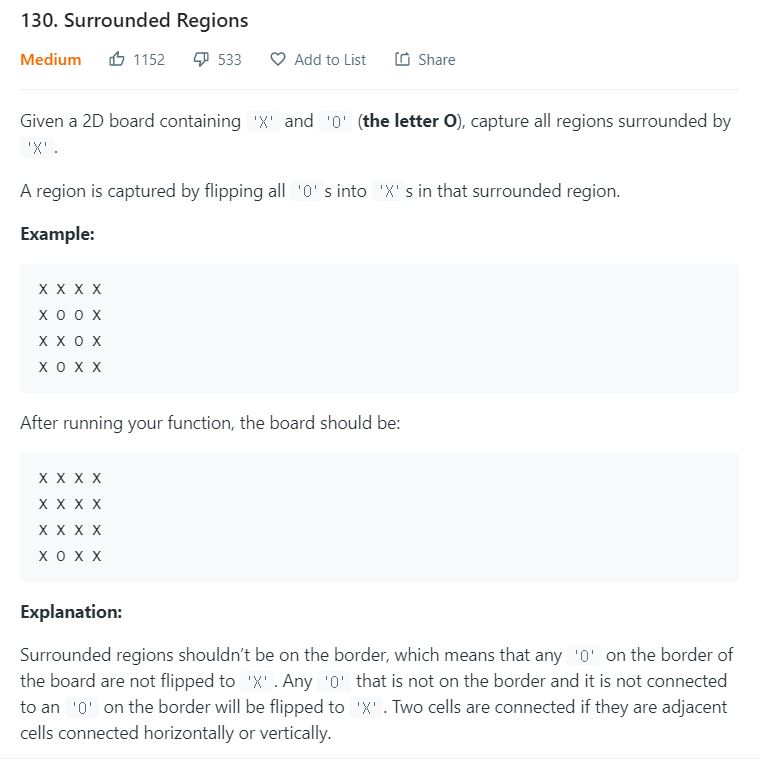 130. Surrounded Regions
Medium 1152 533 Add to List Share
Given a 2D board containing 'X' and 'O' (the letter O), capture all regions surrounded by
'X' .
A region is captured by flipping all 'O' s into 'X' s in that surrounded region.
Example:
X X X X
X O O X
X X O X
X O X X
After running your function, the board should be:
X X X X
X X X X
X X X X
X O X X
Explanation:
Surrounded regions shouldn't be on the border, which means that any 'O' on the border of
the board are not flipped to 'X' . Any 'O' that is not on the border and it is not connected
to an 'O' on the border will be flipped to 'X' . Two cells are connected if they are adjacent
cells connected horizontally or vertically.